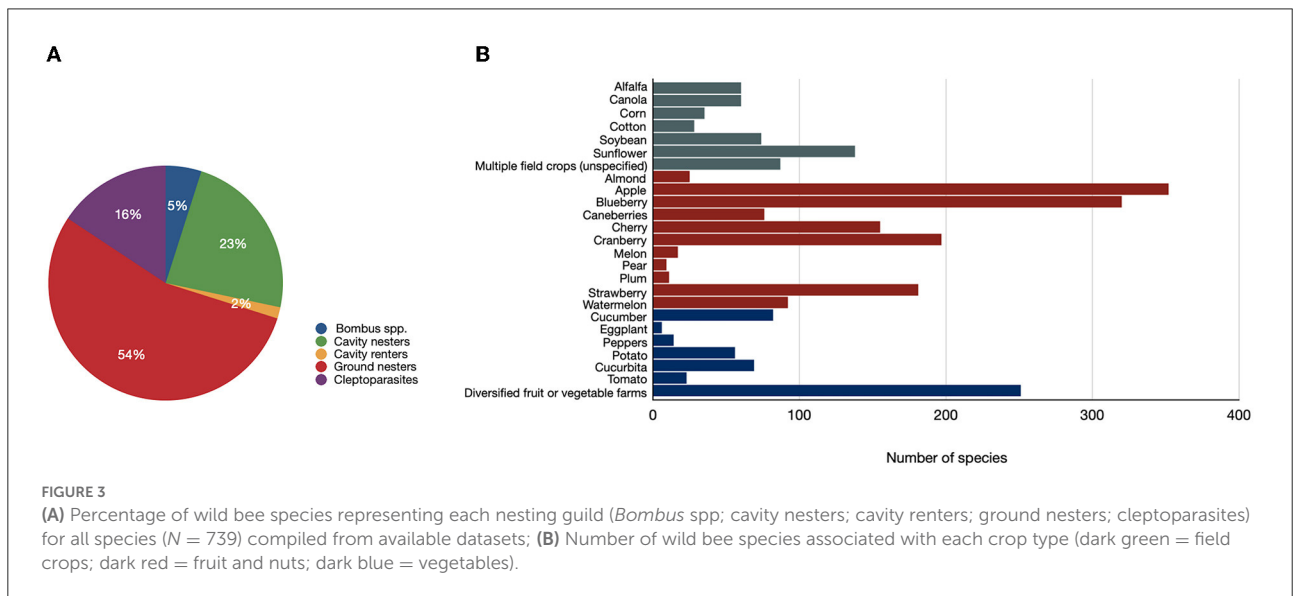 A
5%
23%
2%
54%
16%
Bombus spp.
Cavity nesters
Cavity renters
Ground nesters
Cleptoparasites
B
Alfalfa
Canola
Corn
Cotton
Soybean
Sunflower
Multiple field crops (unspecified)
Almond
Apple
Blueberry
Caneberries
Cherry
Cranberry
Melon
Pear
Plum
Strawberry
Watermelon
Cucumber
Eggplant
Peppers
Potato
Cucurbita
Tomato
Diversified fruit or vegetable farms
0 100 200 300 400
Number of species
FIGURE 3
(A) Percentage of wild bee species representing each nesting guild (Bombus spp; cavity nesters; cavity renters; ground nesters; cleptoparasites)
for all species (N = 739) compiled from available datasets; (B) Number of wild bee species associated with each crop type (dark green = field
crops; dark red = fruit and nuts; dark blue = vegetables).